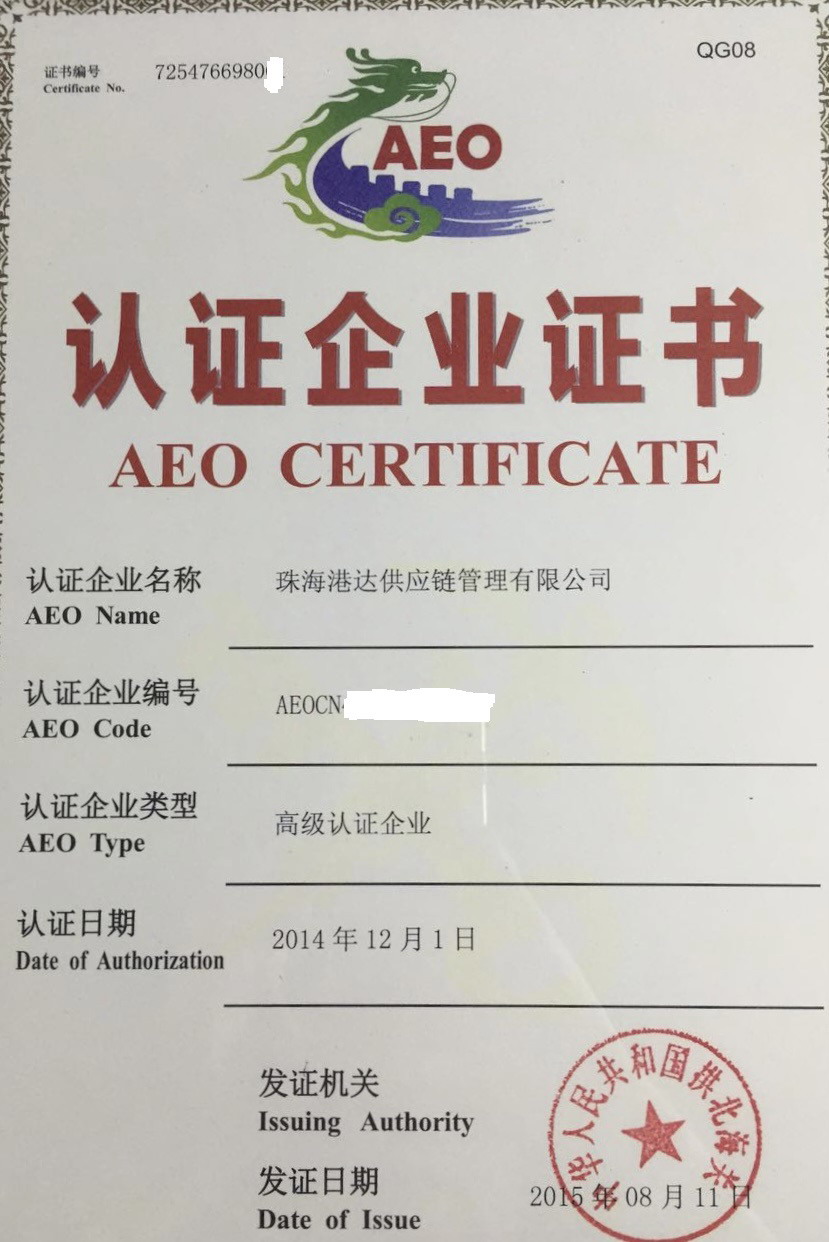 证书编号
Certificate No.
7254766980
QG08
AEO
认证企业证书
AEO CERTIFICATE
认证企业名称
AEO Name
珠海港达供应链管理有限公司
认证企业编号
AEO Code
AEOCN
认证企业类型
AEO Type
高级认证企业
认证日期
Date of Authorization
2014年12月1日
发证机关
Issuing Authority
中华人民共和国拱北海关
发证日期
Date of Issue
2015年08月11日